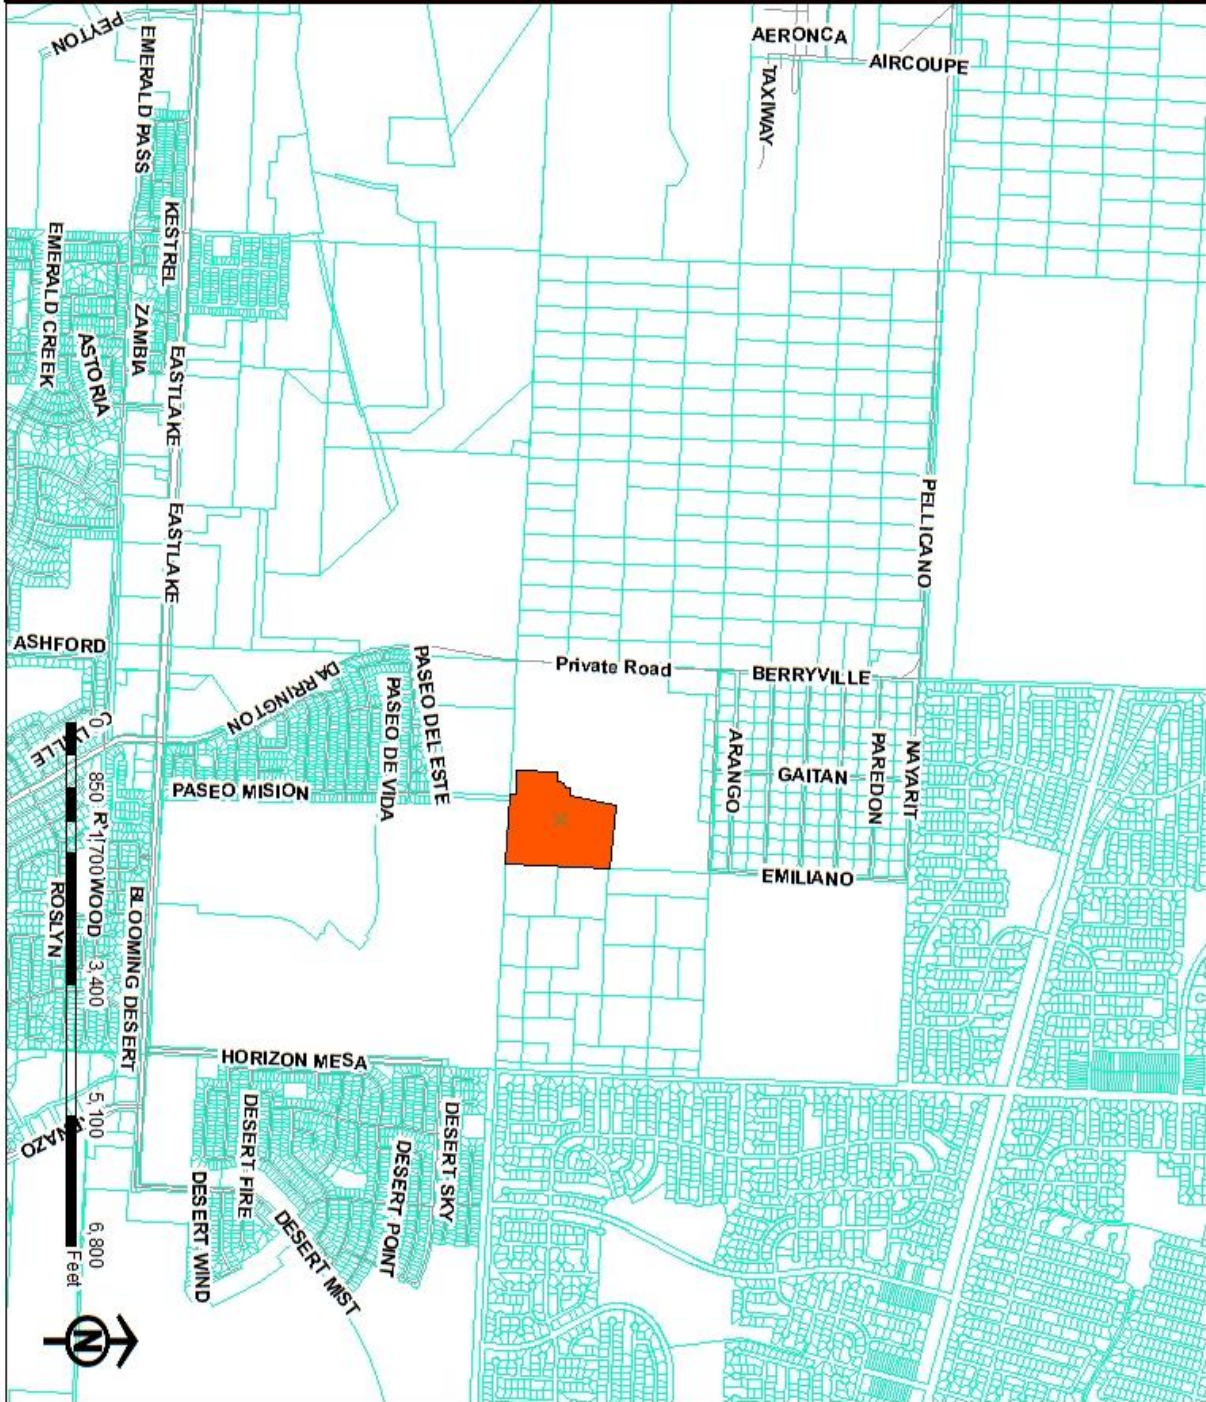 PEYTON
EMERALD PASS
AERONCA
AIRCOUPE
TAXIWAY
KESTREL
EMERALD CREEK
ZAMBIA
ASTORIA
EASTLAKE
EASTLAKE
PELLICANO
ASHFORD
DARRINGTON
PASEO DEL ESTE
PASEO DE VIDA
Private Road
BERRYVILLE
ARANGO
GAITAN
PAREDON
NAYARIT
PASEO MISION
EMILIANO
ROSLYN
BLOOMING DESERT
HORIZON MESA
DESERT FIRE
DESERT SKY
DESERT POINT
DESERT WIND
DESERT MIST
0 850 1,700 3,400 5,100 6,800
Feet
WOOD
N